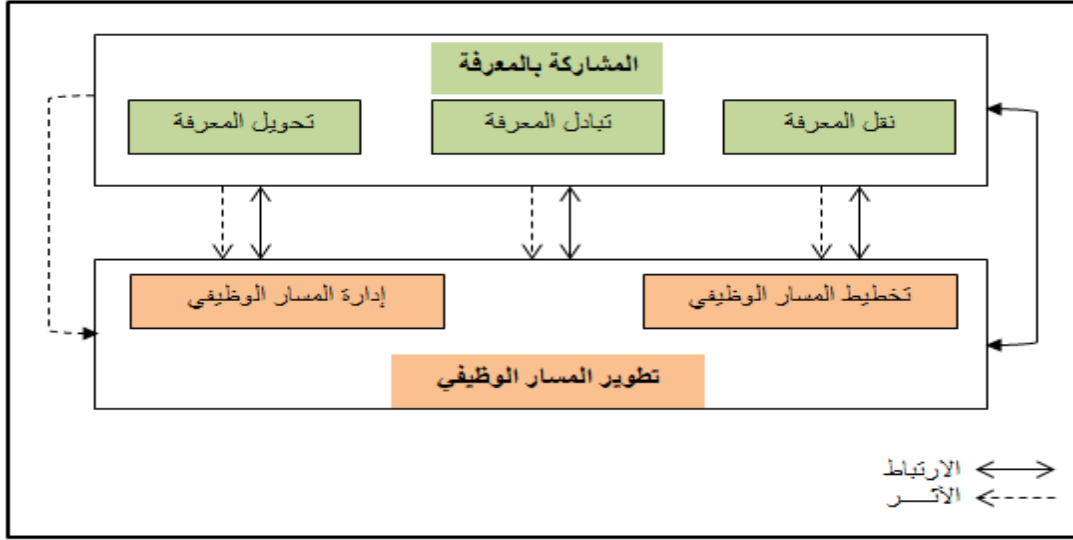 المشاركة بالمعرفة
نقل المعرفة
تبادل المعرفة
تحويل المعرفة
تخطيط المسار الوظيفي
إدارة المسار الوظيفي
تطوير المسار الوظيفي
الارتباط
الأثـــر